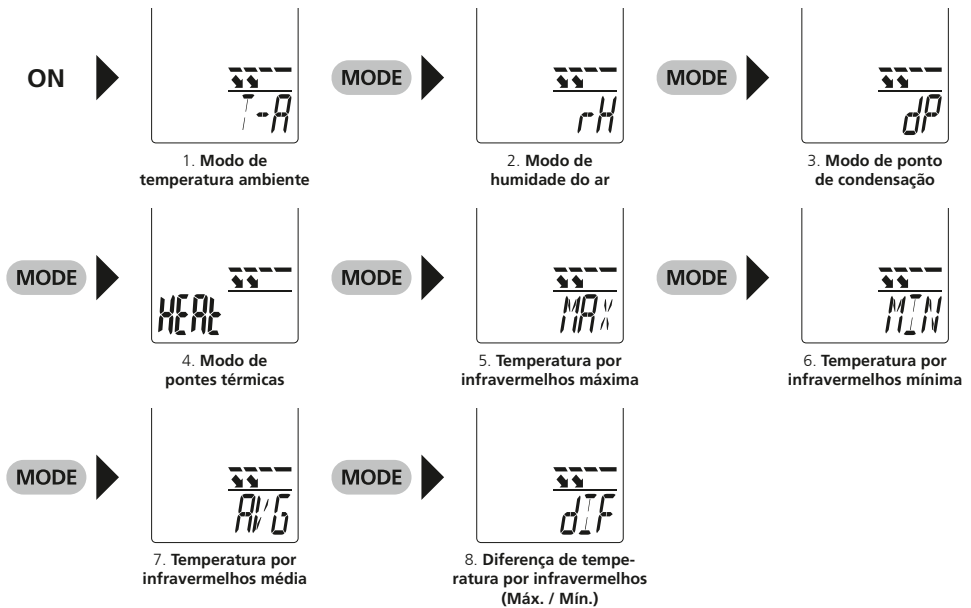 ON
T-A
1. Modo de
temperatura ambiente
MODE
rH
2. Modo de
humidade do ar
MODE
dP
3. Modo de ponto
de condensação
MODE
HEAt
4. Modo de
pontes térmicas
MODE
MAX
5. Temperatura por
infravermelhos máxima
MODE
MIN
6. Temperatura por
infravermelhos mínima
MODE
AVG
7. Temperatura por
infravermelhos média
MODE
dIF
8. Diferença de tempe-
ratura por infravermelhos
(Máx. / Mín.)